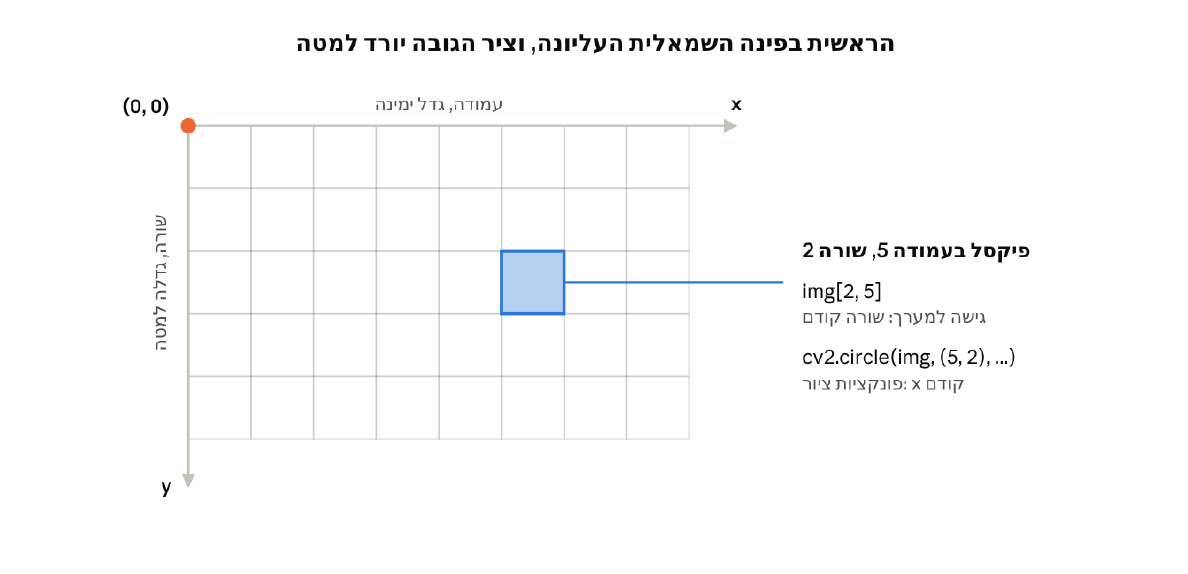 הראשית בפינה השמאלית העליונה, וציר הגובה יורד למטה
(0, 0)
עמודה, גדל ימינה
x
שורה, גדלה למטה
y
פיקסל בעמודה 5, שורה 2
img[2, 5]
גישה למערך: שורה קודם
cv2.circle(img, (5, 2), ...)
פונקציות ציור: x קודם